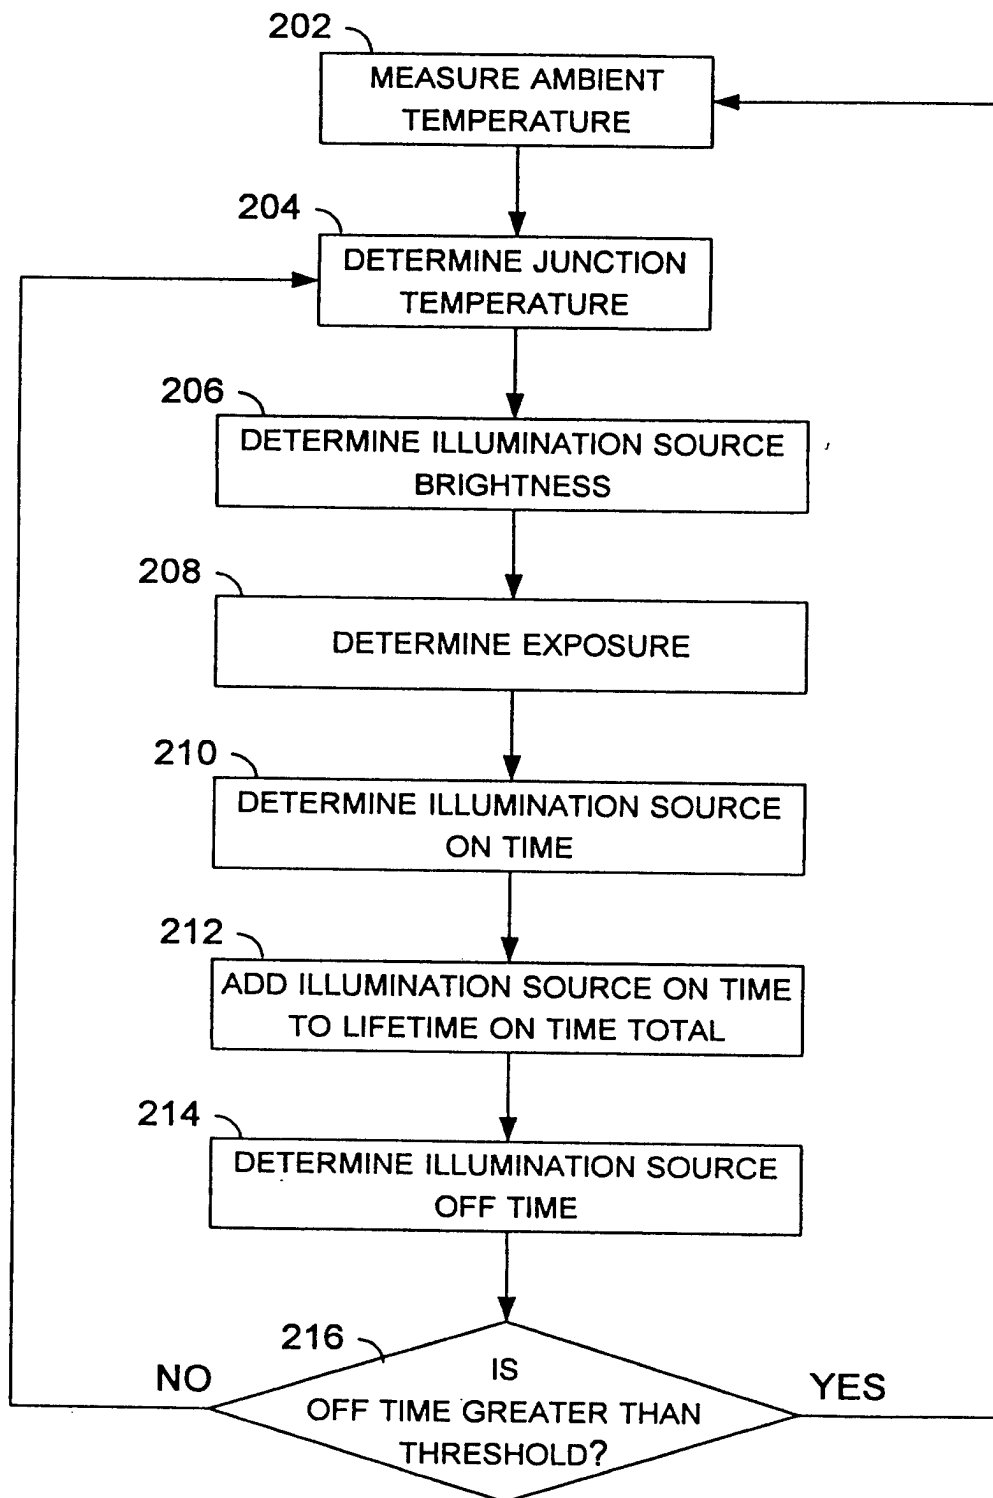 202
MEASURE AMBIENT
TEMPERATURE
204
DETERMINE JUNCTION
TEMPERATURE
206
DETERMINE ILLUMINATION SOURCE
BRIGHTNESS
208
DETERMINE EXPOSURE
210
DETERMINE ILLUMINATION SOURCE
ON TIME
212
ADD ILLUMINATION SOURCE ON TIME
TO LIFETIME ON TIME TOTAL
214
DETERMINE ILLUMINATION SOURCE
OFF TIME
216
IS
OFF TIME GREATER THAN
THRESHOLD?
NO
YES